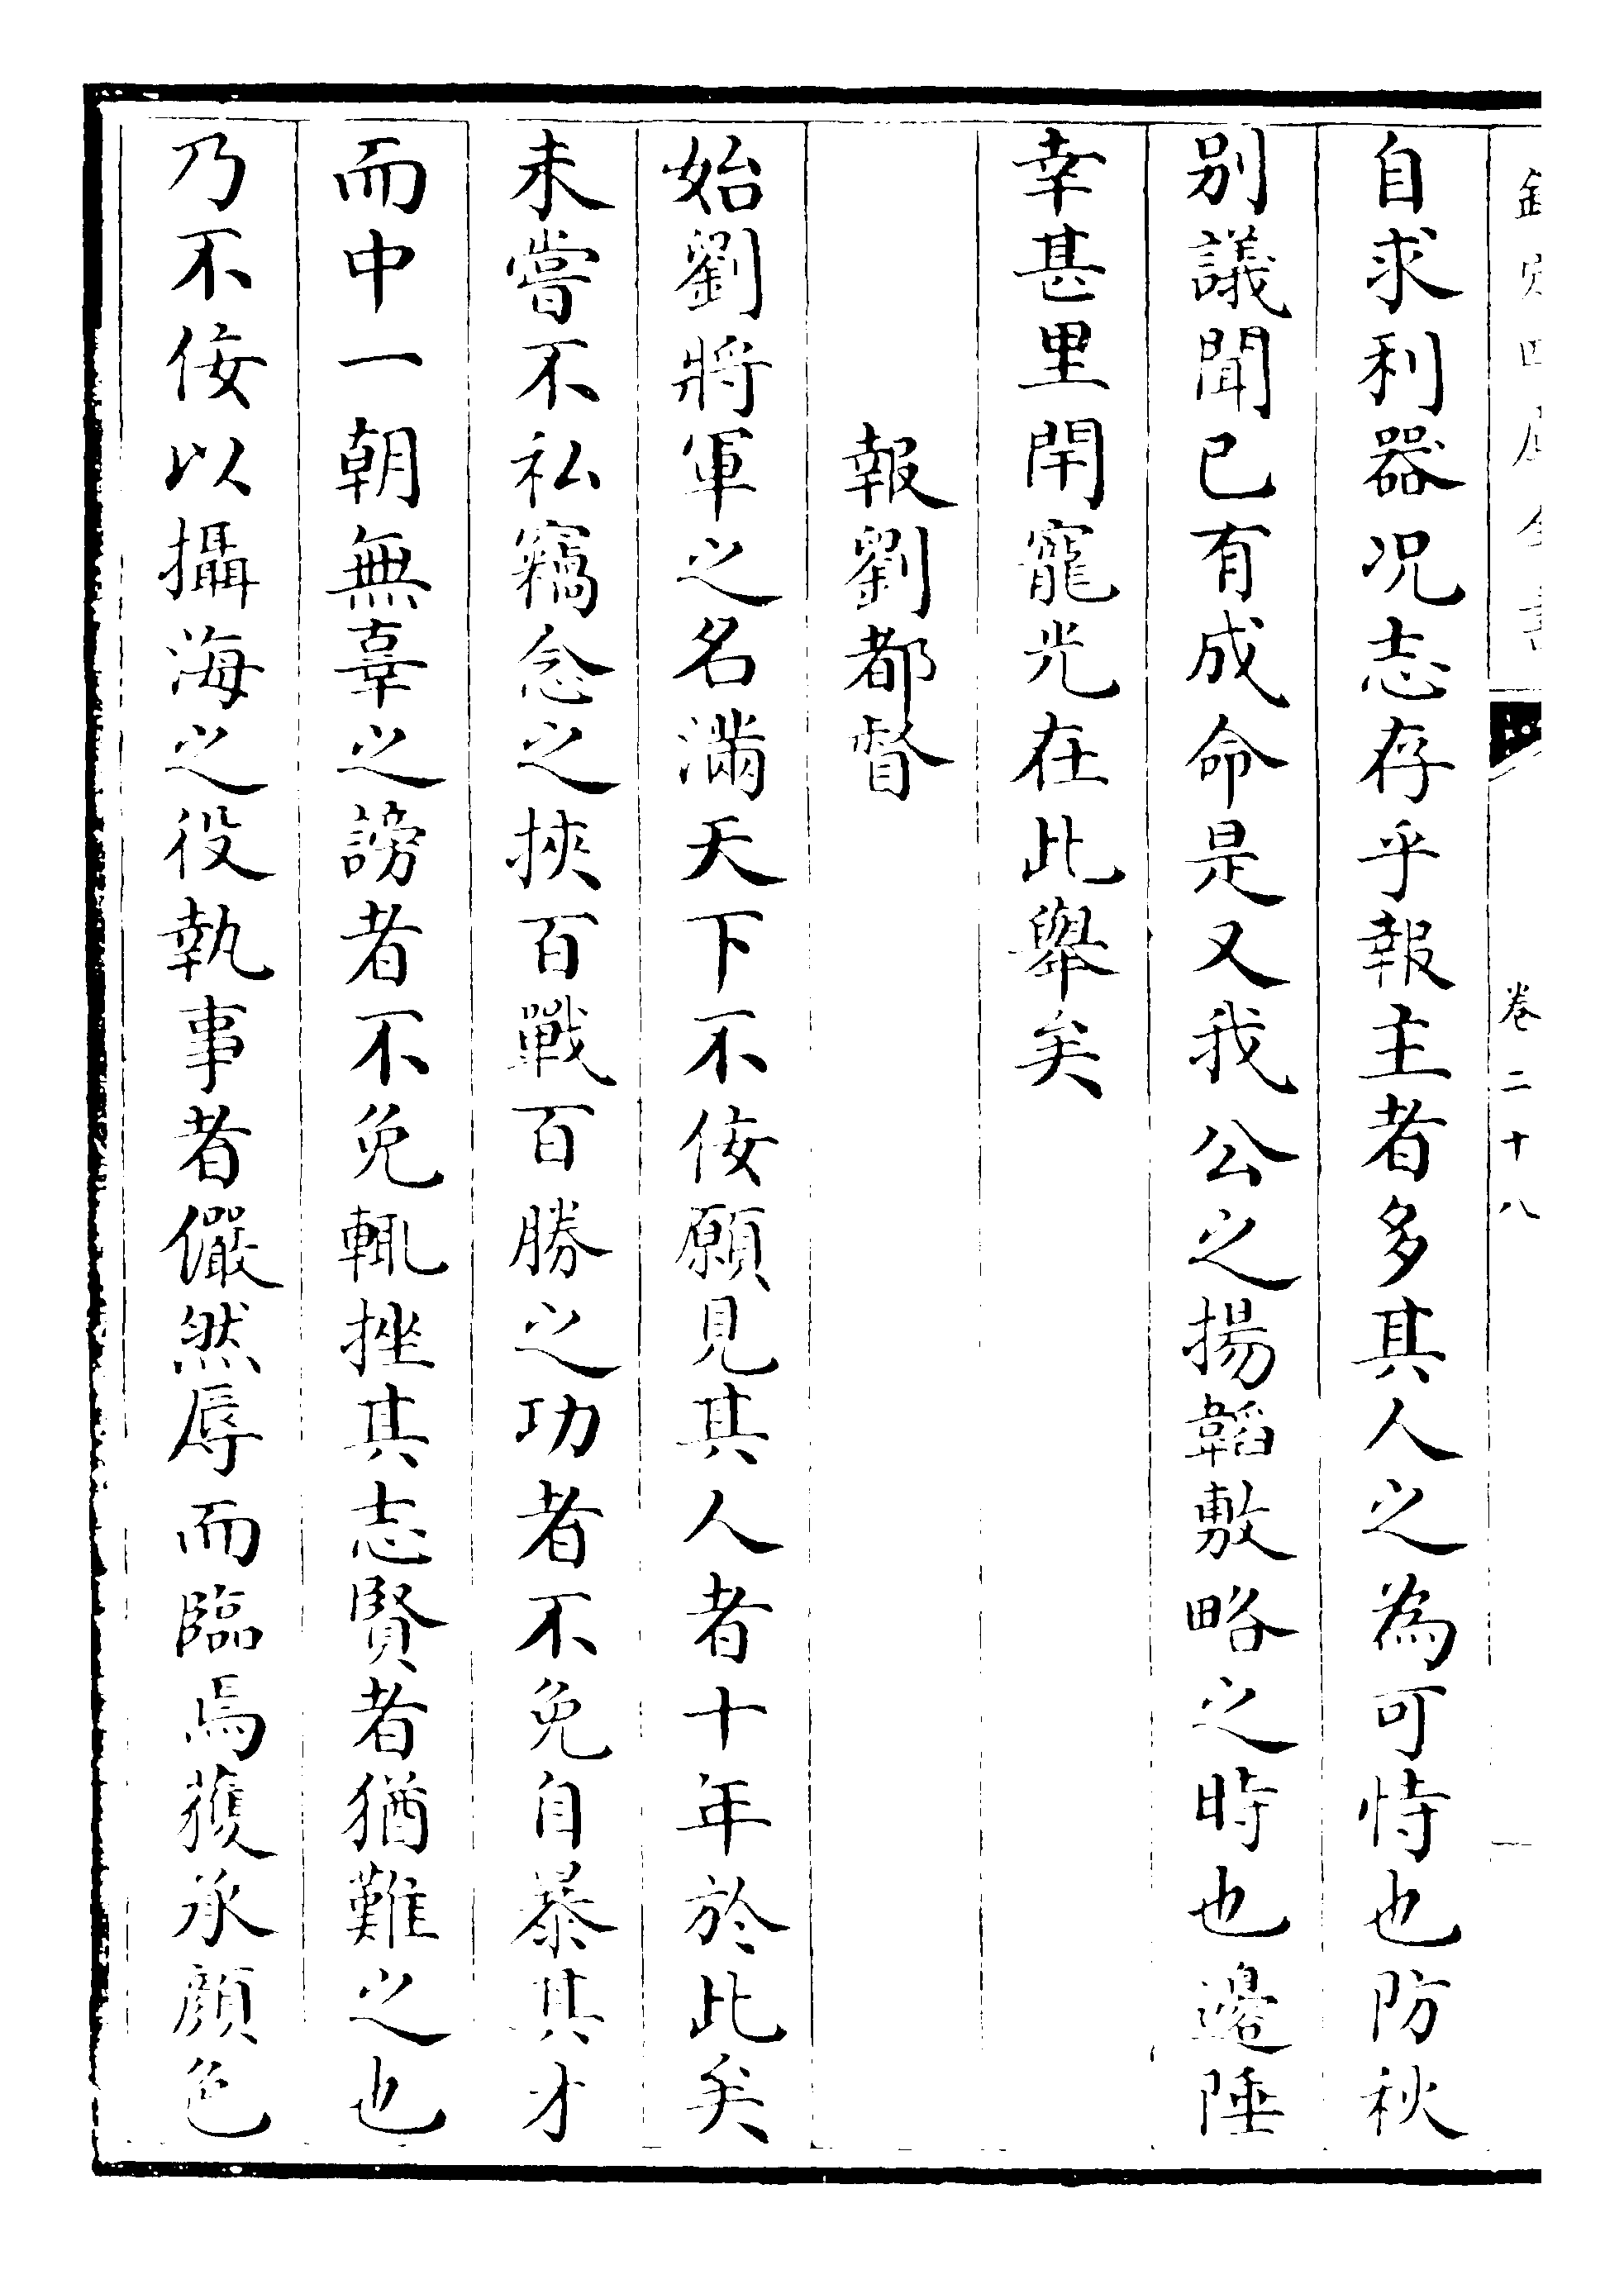 欽定四庫全書 卷二十八
自求利器况志存乎報主者多其人之為可恃也防秋
别議聞已有成命是又我公之揚韜敷略之時也邊陲
幸甚里閈寵光在此舉矣
報劉都督
始劉將軍之名滿天下不佞願見其人者十年於此矣
未嘗不私竊念之挾百戰百勝之功者不免自暴其才
而中一朝無辜之謗者不免輒挫其志賢者猶難之也
乃不佞以攝海之役執事者儼然辱而臨焉獲承顔色